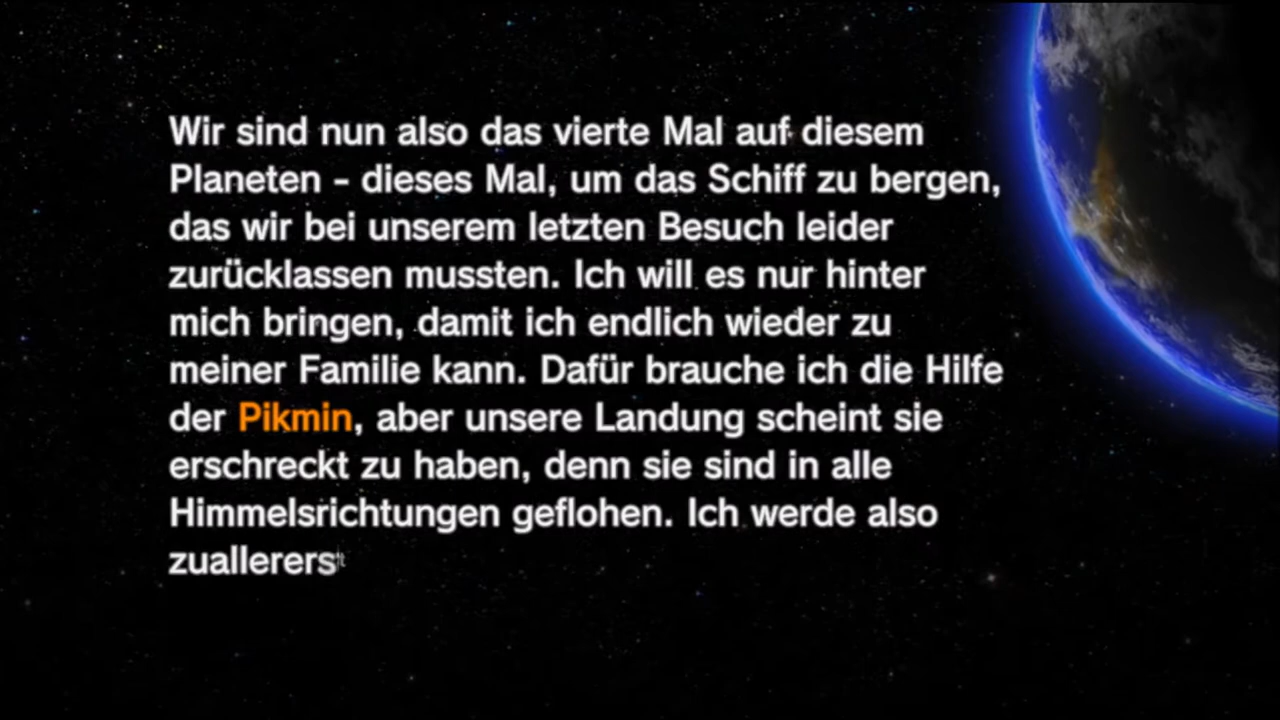 Wir sind nun also das vierte Mal auf diesem
Planeten - dieses Mal, um das Schiff zu bergen,
das wir bei unserem letzten Besuch leider
zurücklassen mussten. Ich will es nur hinter
mich bringen, damit ich endlich wieder zu
meiner Familie kann. Dafür brauche ich die Hilfe
der Pikmin, aber unsere Landung scheint sie
erschreckt zu haben, denn sie sind in alle
Himmelsrichtungen geflohen. Ich werde also
zuallererst